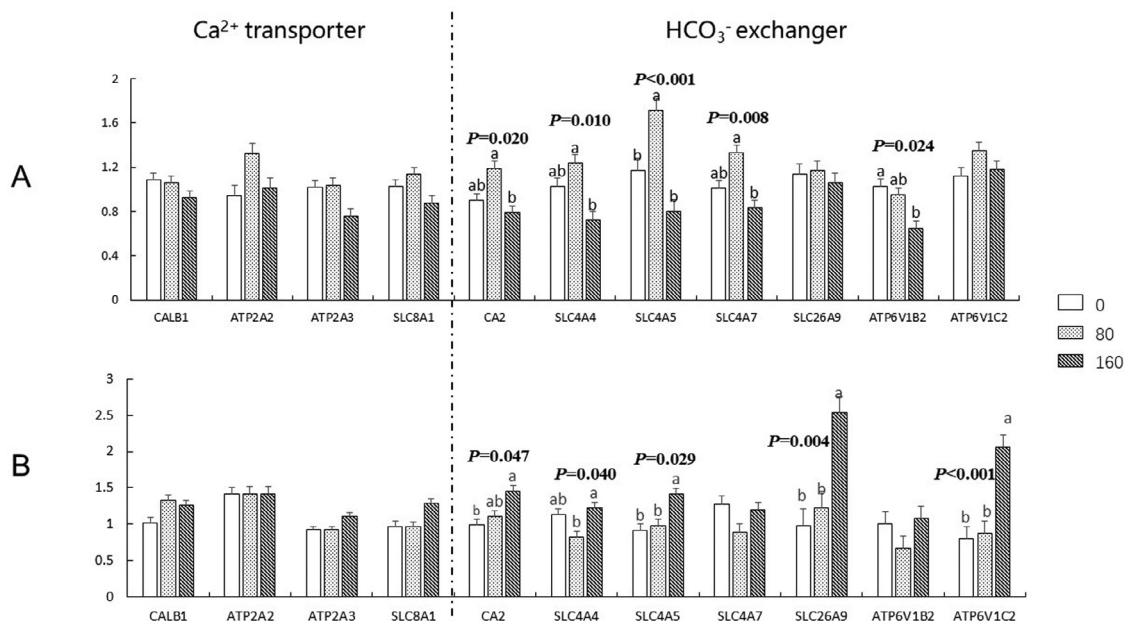 Ca²⁺ transporter
HCO₃⁻ exchanger
A
2
1.6
1.2
0.8
0.4
0
P=0.020
P=0.010
P<0.001
P=0.008
P=0.024
ab a b
ab a b
b a b
ab a b
a ab b
CALB1 ATP2A2 ATP2A3 SLC8A1 CA2 SLC4A4 SLC4A5 SLC4A7 SLC26A9 ATP6V1B2 ATP6V1C2
0
80
160
B
3
2.5
2
1.5
1
0.5
0
P=0.047
P=0.040
P=0.029
P=0.004
P<0.001
b ab a
ab b a
b b a
b b a
b b a
CALB1 ATP2A2 ATP2A3 SLC8A1 CA2 SLC4A4 SLC4A5 SLC4A7 SLC26A9 ATP6V1B2 ATP6V1C2